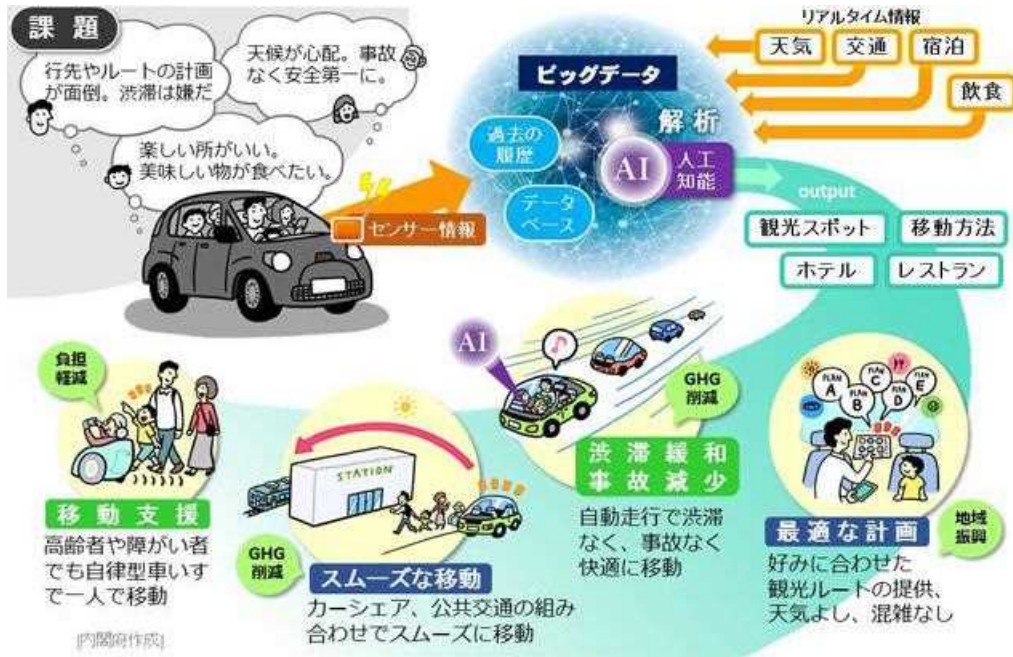 課題
行先やルートの計画
が面倒。渋滞は嫌だ
天候が心配。事故
なく安全第一に。
楽しい所がいい。
美味しい物が食べたい。
センサー情報
ビッグデータ
解析
過去の
履歴
データ
ベース
AI
人工
知能
リアルタイム情報
天気
交通
宿泊
飲食
output
観光スポット
移動方法
ホテル
レストラン
負担
軽減
移動支援
高齢者や障がい者
でも自律型車いす
で一人で移動
STATION
GHG
削減
スムーズな移動
カーシェア、公共交通の組み
合わせでスムーズに移動
AI
GHG
削減
渋滞緩和
事故減少
自動走行で渋滞
なく、事故なく
快適に移動
PLAN
A
PLAN
B
PLAN
C
PLAN
D
PLAN
E
最適な計画
地域
振興
好みに合わせた
観光ルートの提供、
天気よし、混雑なし
[内閣府作成]